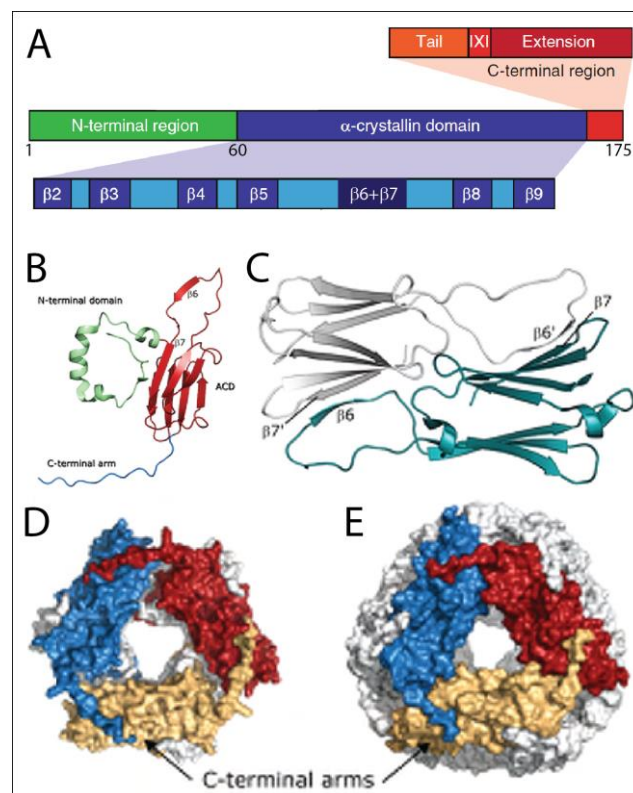 A
Tail IXI Extension
C-terminal region
N-terminal region α-crystallin domain
1 60 175
β2 β3 β4 β5 β6+β7 β8 β9
B
C
β6
N-terminal domain
β7
β6'
β7
ACD
β6
β7'
C-terminal arm
D
E
C-terminal arms